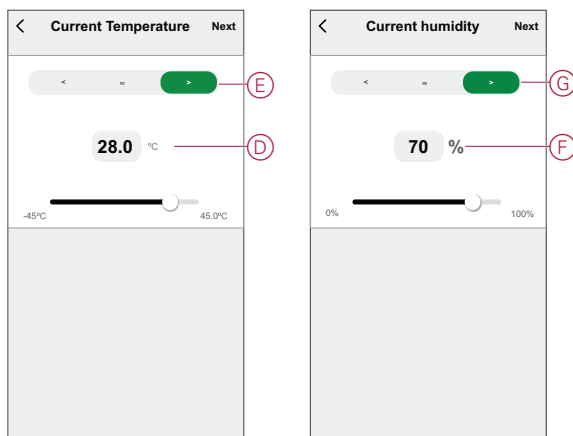 Current Temperature Next
< = >
E
28.0 °C
D
-45°C 45.0°C
Current humidity Next
< = >
G
70 %
F
0% 100%